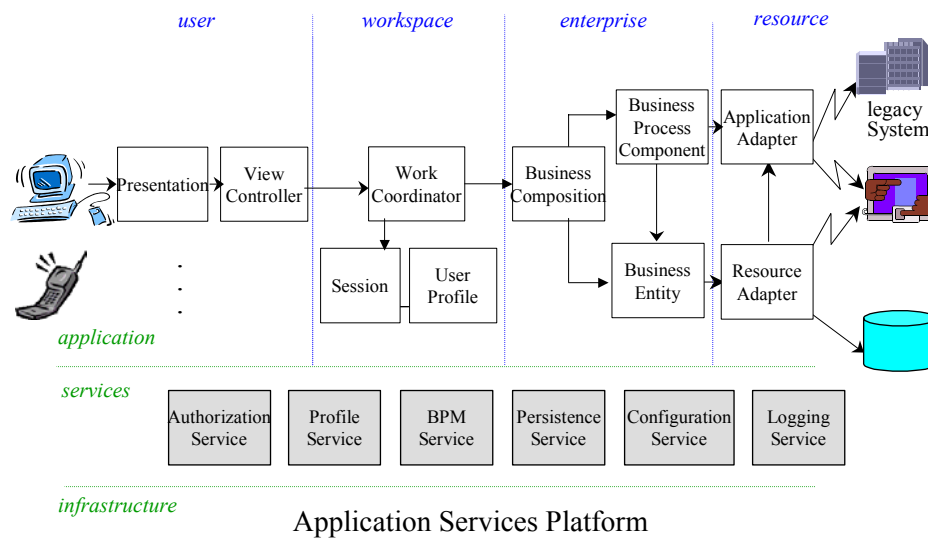 user
workspace
enterprise
resource
Business
Process
Component
Application
Adapter
legacy
System
Presentation
View
Controller
Work
Coordinator
Business
Composition
©
Session
User
Profile
Business
Entity
Resource
Adapter
application
services
Authorization
Service
Profile
Service
BPM
Service
Persistence
Service
Configuration
Service
Logging
Service
infrastructure
Application Services Platform